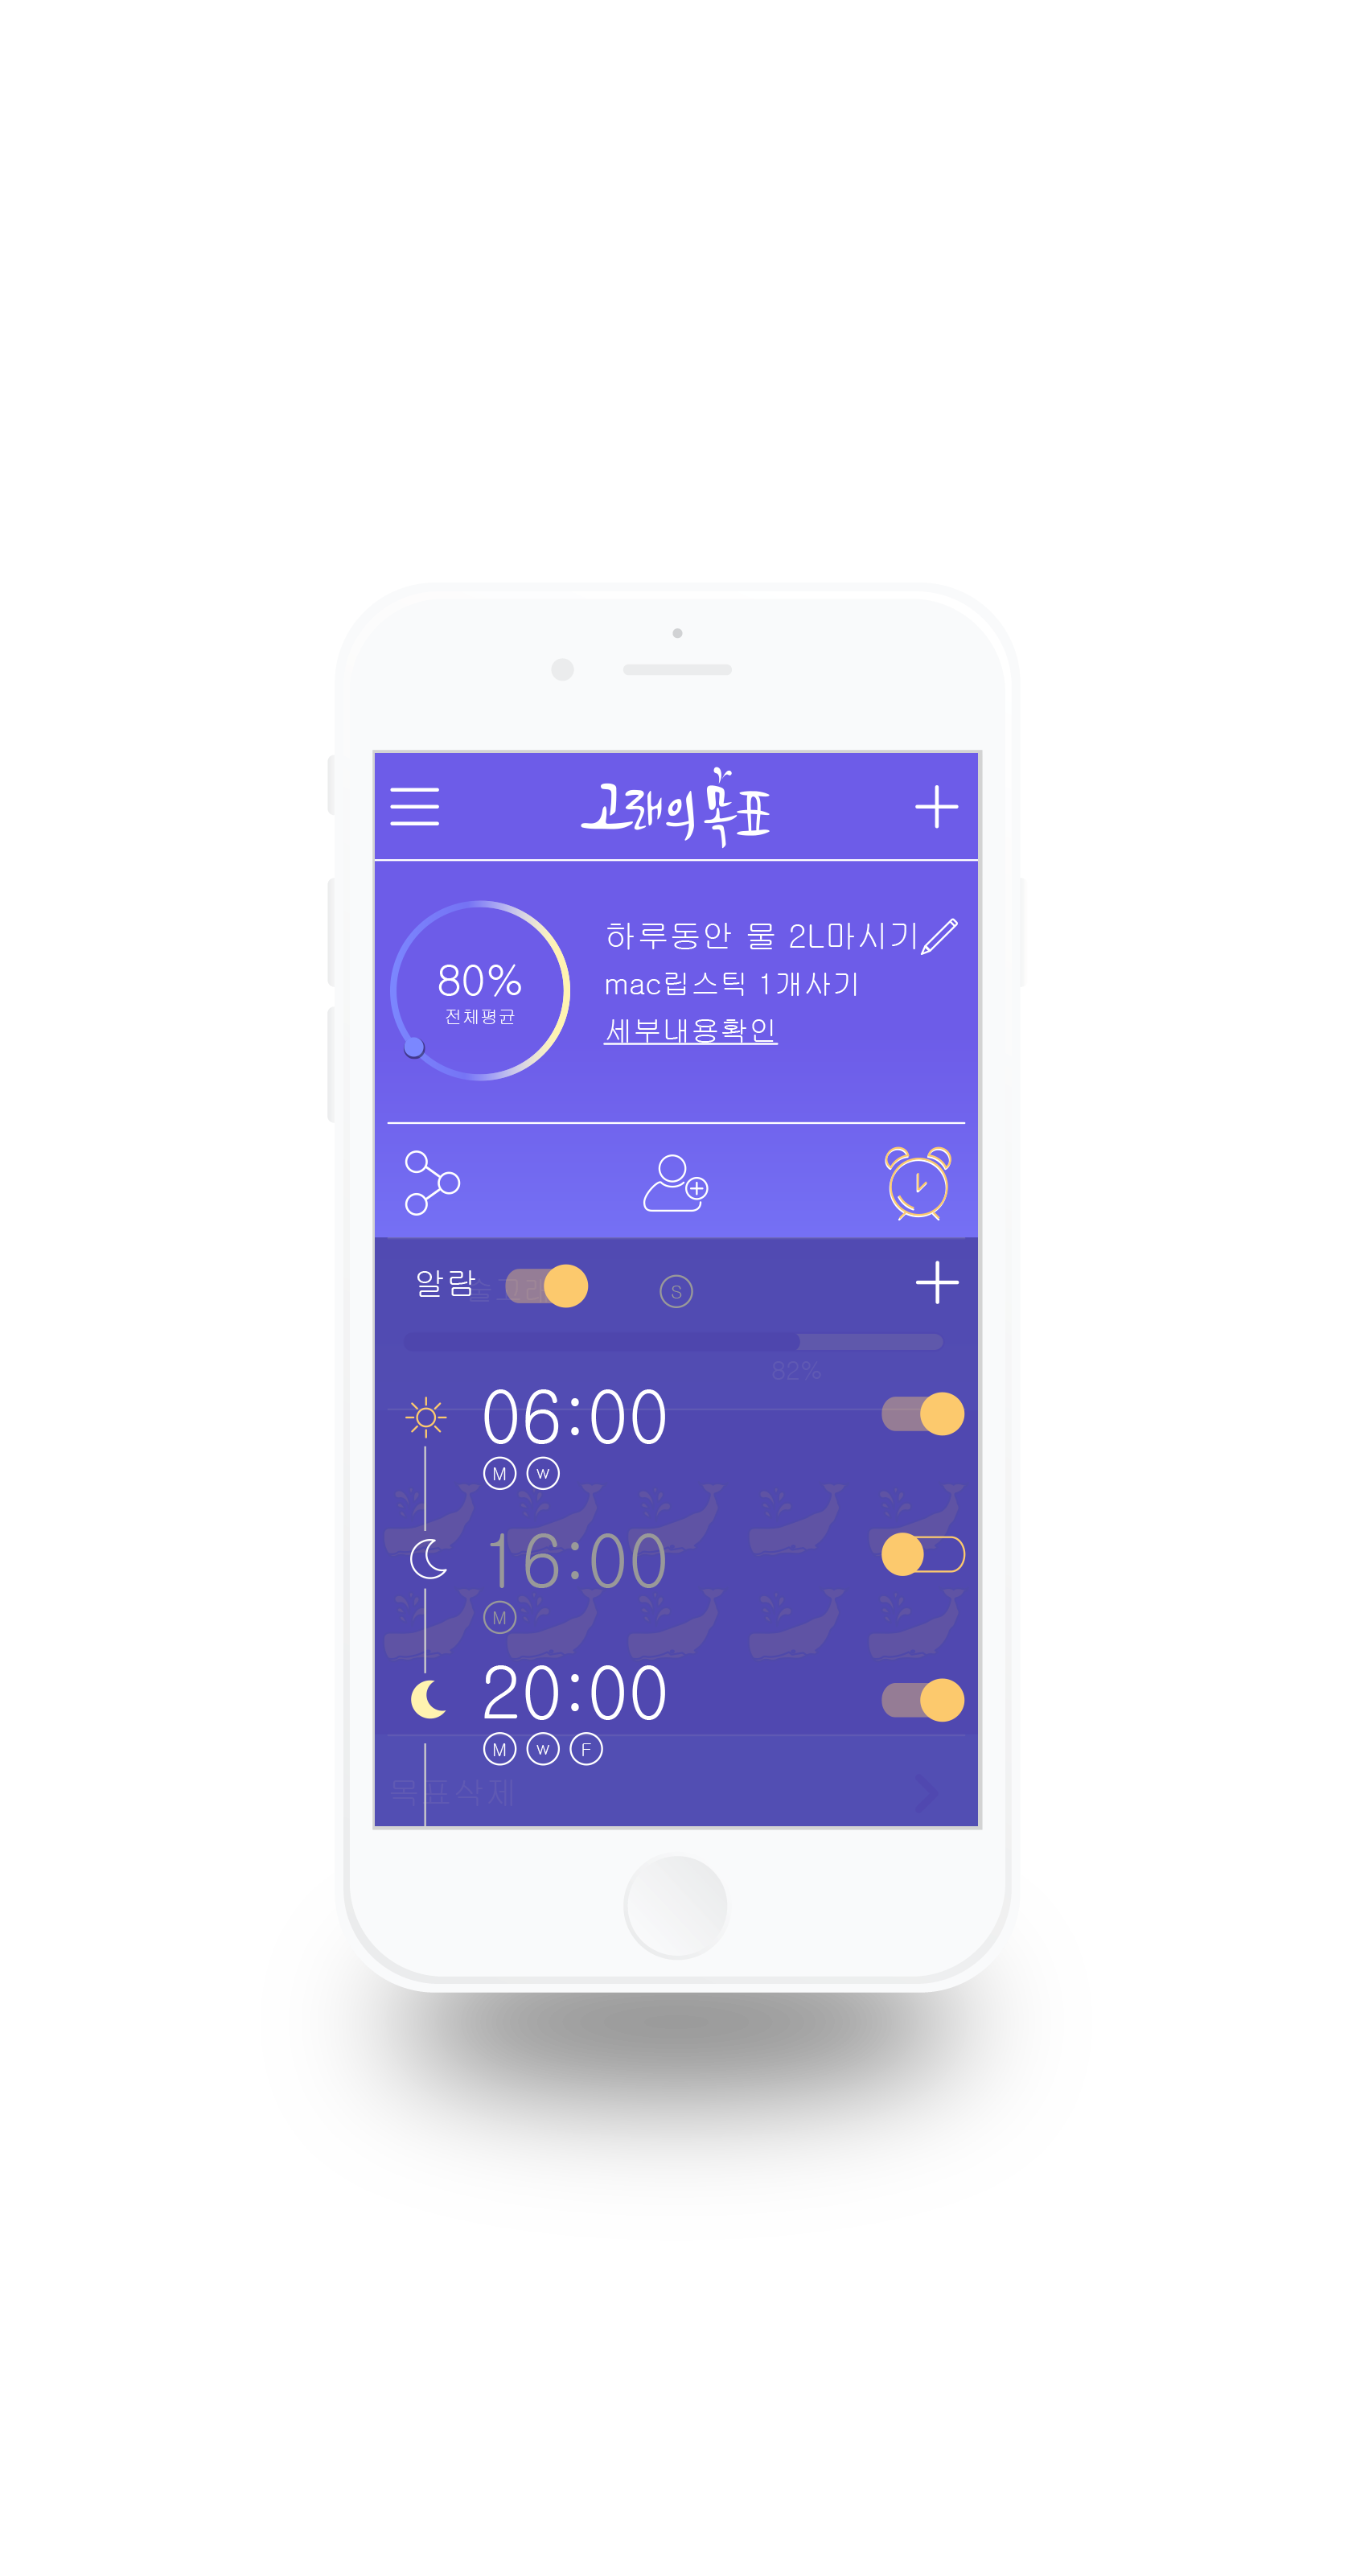 고래의 목표
하루동안 물 2L마시기
80%
mac립스틱 1개사기
전체평균
세부내용확인
알람
S
82%
06:00
M W
16:00
M
20:00
M W F
목표삭제